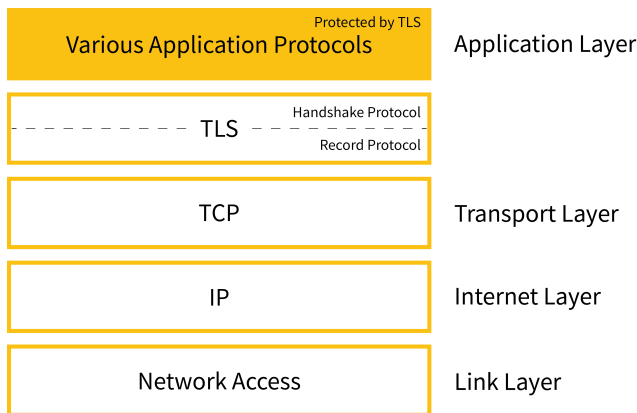 Protected by TLS
Various Application Protocols
Application Layer
Handshake Protocol
TLS
Record Protocol
TCP
Transport Layer
IP
Internet Layer
Network Access
Link Layer